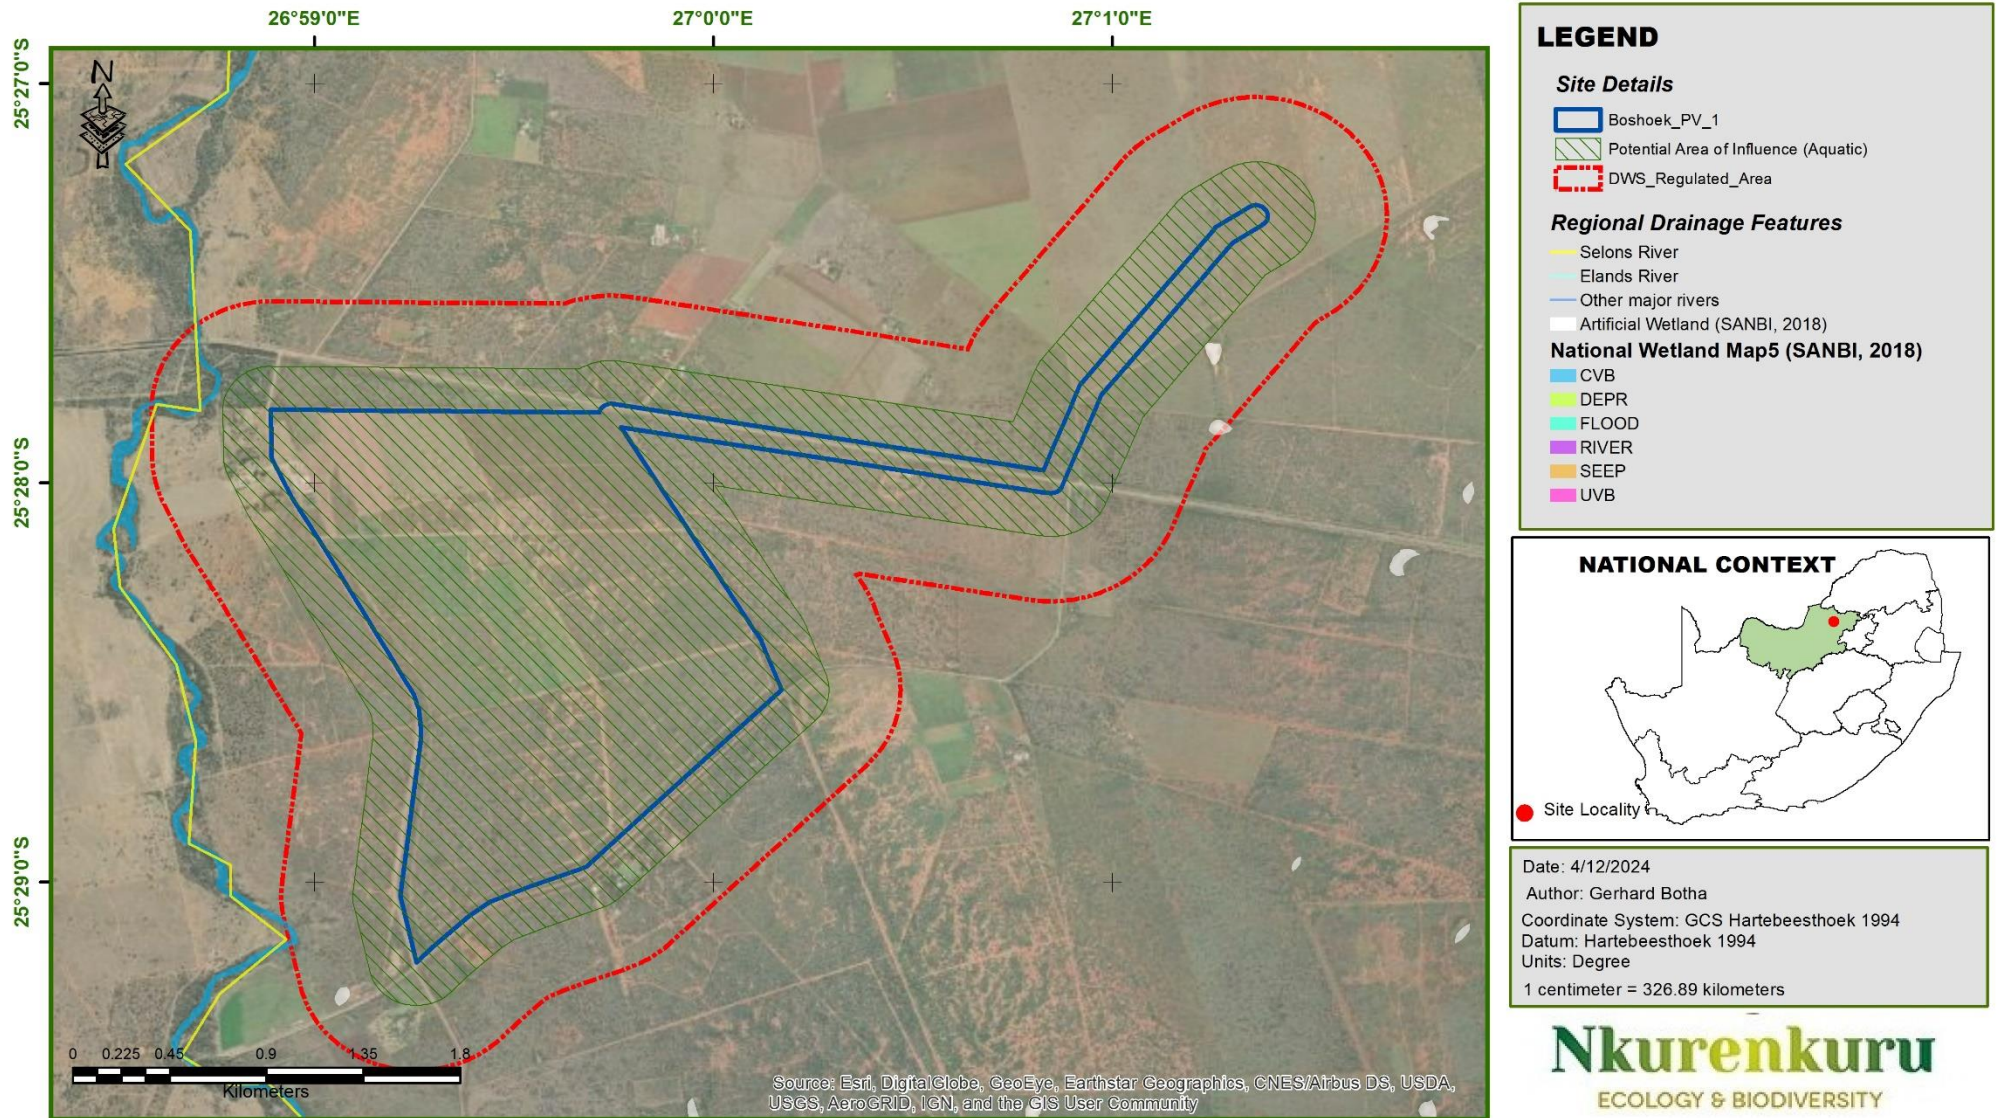 26°59'0"E
27°0'0"E
27°1'0"E
25°27'0"S
25°28'0"S
25°29'0"S
N
0 0.225 0.45 0.9 1.35 1.8
Kilometers
Source: Esri, DigitalGlobe, GeoEye, Earthstar Geographics, CNES/Airbus DS, USDA,
USGS, AeroGRID, IGN, and the GIS User Community
LEGEND
Site Details
Boshoek_PV_1
Potential Area of Influence (Aquatic)
DWS_Regulated_Area
Regional Drainage Features
Selons River
Elands River
Other major rivers
Artificial Wetland (SANBI, 2018)
National Wetland Map5 (SANBI, 2018)
CVB
DEPR
FLOOD
RIVER
SEEP
UVB
NATIONAL CONTEXT
Site Locality
Date: 4/12/2024
Author: Gerhard Botha
Coordinate System: GCS Hartebeesthoek 1994
Datum: Hartebeesthoek 1994
Units: Degree
1 centimeter = 326.89 kilometers
Nkurenkuru
ECOLOGY & BIODIVERSITY